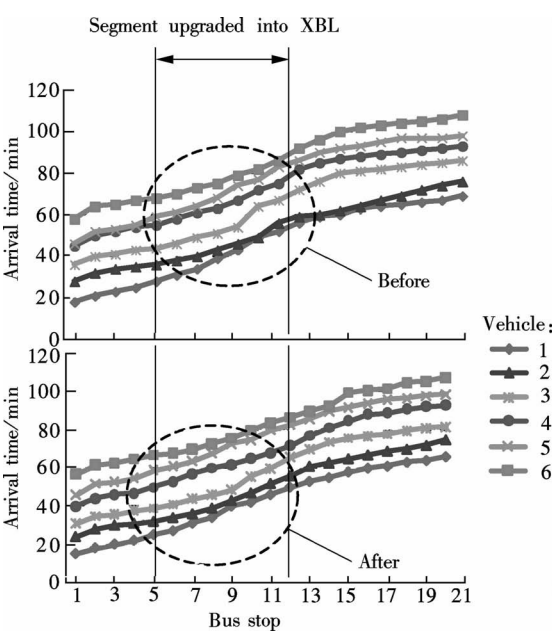 Segment upgraded into XBL
Arrival time/min
120
100
80
60
40
20
0
Before
Arrival time/min
120
100
80
60
40
20
0
After
1 3 5 7 9 11 13 15 17 19 21
Bus stop
Vehicle:
1
2
3
4
5
6